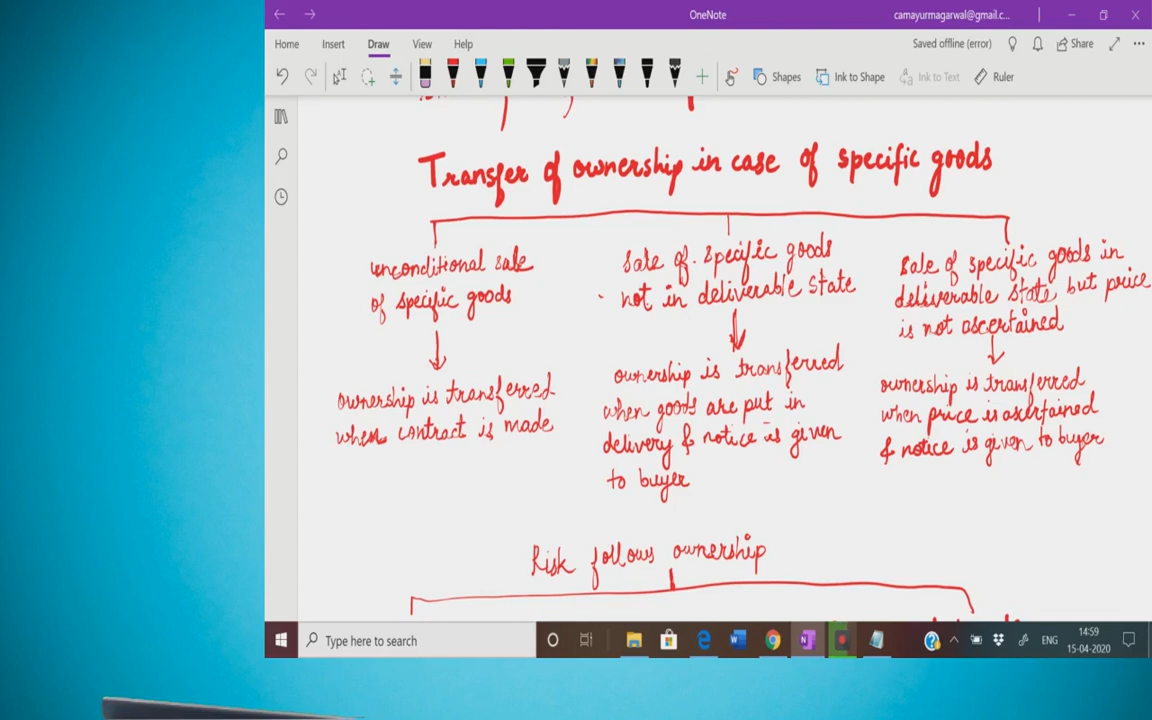 OneNote
camayurmagarwal@gmail.c...
Home Insert Draw View Help
Saved offline (error)
Share
Shapes
Ink to Shape
Ink to Text
Ruler
Transfer of ownership in case of specific goods
unconditional sale
of specific goods
ownership is transferred
when contract is made
Sale of specific goods
not in deliverable state
ownership is transferred
when goods are put in
delivery & notice is given
to buyer
Sale of specific goods in
deliverable state but price
is not ascertained
ownership is transferred
when price is ascertained
& notice is given to buyer
Risk follows ownership
Type here to search
ENG
14:59
15-04-2020